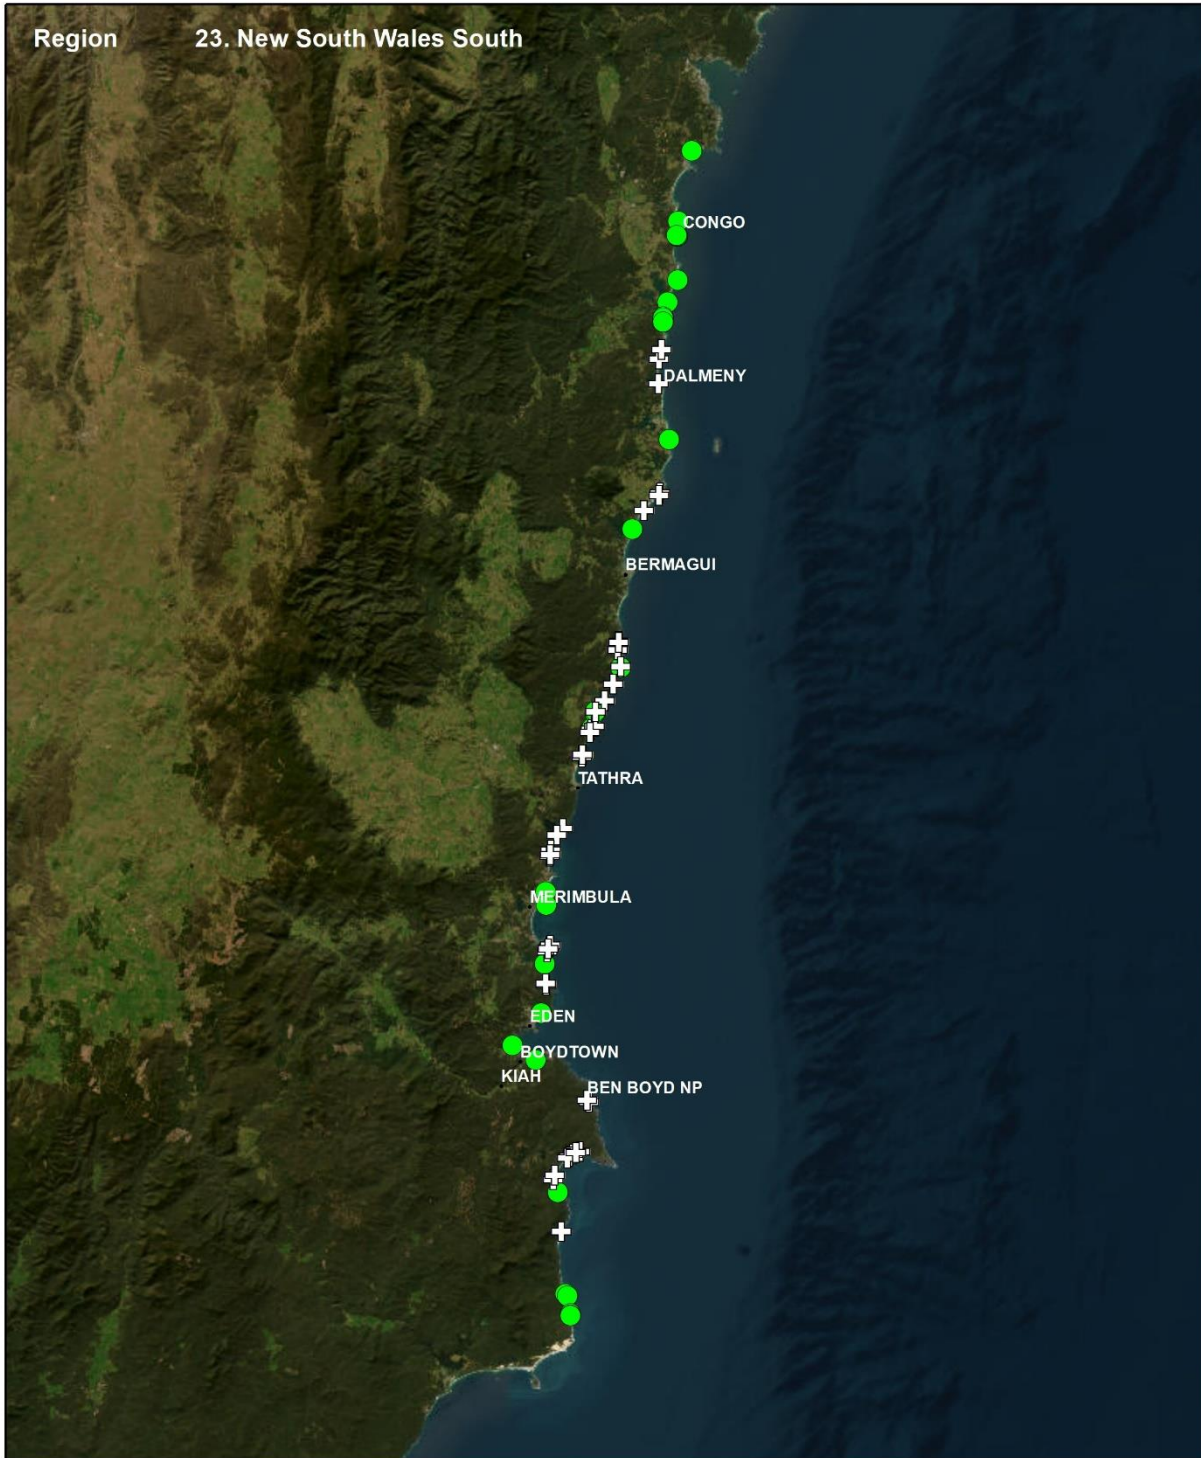 Region 23. New South Wales South
CONGO
DALMENY
BERMAGUI
TATHRA
MERIMBULA
EDEN
BOYDTOWN
KIAH
BEN BOYD NP